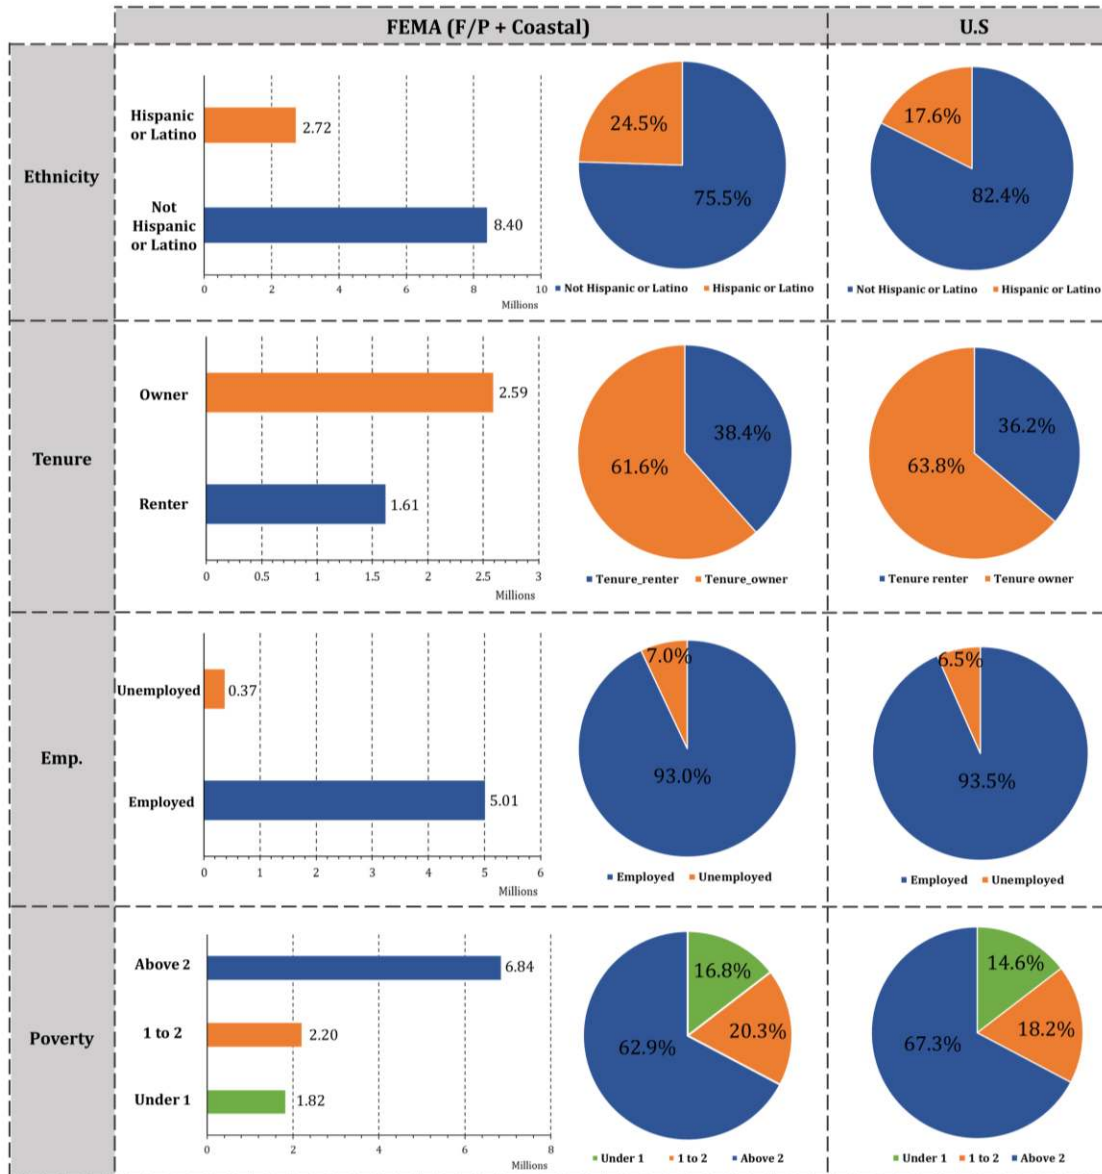 FEMA (F/P + Coastal)
U.S
Ethnicity
Hispanic
or Latino
2.72
Not
Hispanic
or Latino
8.40
0 2 4 6 8 10
Millions
24.5%
75.5%
Not Hispanic or Latino Hispanic or Latino
17.6%
82.4%
Not Hispanic or Latino Hispanic or Latino
Tenure
Owner
2.59
Renter
1.61
0 0.5 1 1.5 2 2.5 3
Millions
38.4%
61.6%
Tenure_renter Tenure_owner
36.2%
63.8%
Tenure renter Tenure owner
Emp.
Unemployed
0.37
Employed
5.01
0 1 2 3 4 5 6
Millions
7.0%
93.0%
Employed Unemployed
6.5%
93.5%
Employed Unemployed
Poverty
Above 2
6.84
1 to 2
2.20
Under 1
1.82
0 2 4 6 8
Millions
16.8%
20.3%
62.9%
Under 1 1 to 2 Above 2
14.6%
18.2%
67.3%
Under 1 1 to 2 Above 2